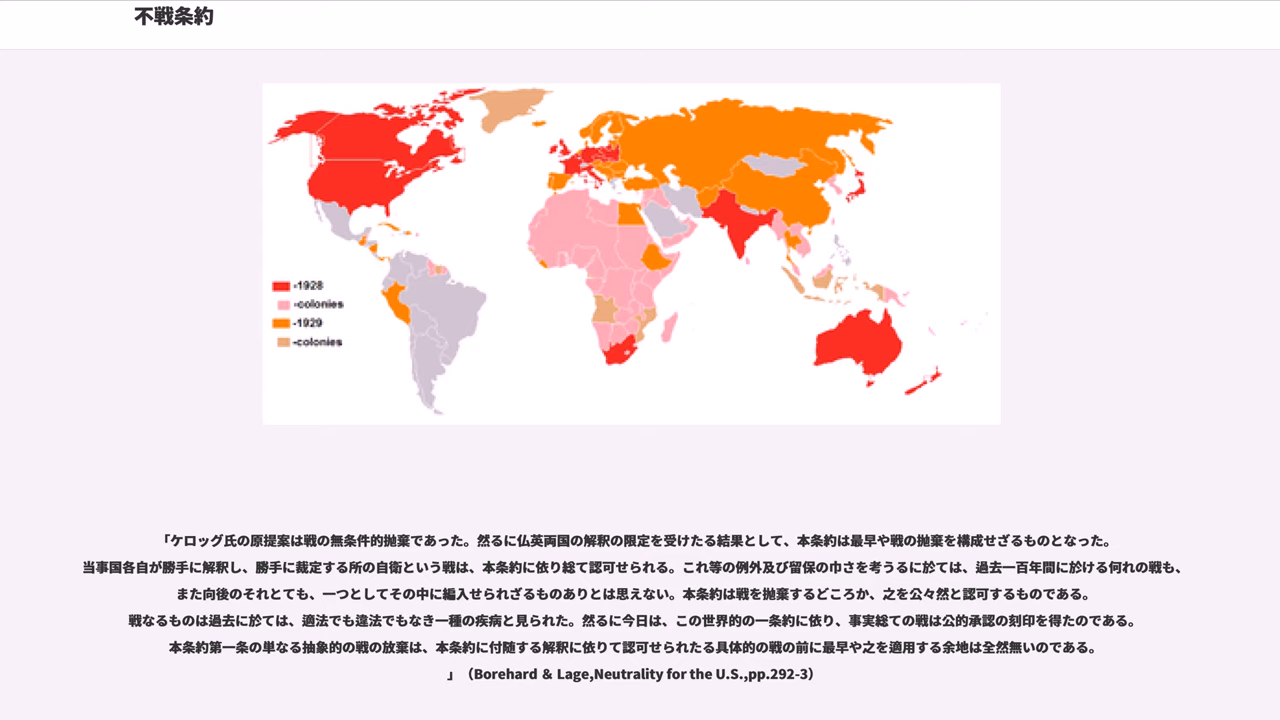 不戦条約
-1928
-colonies
-1929
-colonies
「ケロッグ氏の原提案は戦の無条件的抛棄であった。然るに仏英両国の解釈の限定を受けたる結果として、本条約は最早や戦の抛棄を構成せざるものとなった。
当事国各自が勝手に解釈し、勝手に裁定する所の自衛という戦は、本条約に依り総て認可せられる。これ等の例外及び留保の巾さを考うるに於ては、過去一百年間に於ける何れの戦も、
また向後のそれとても、一つとしてその中に編入せられざるものありとは思えない。本条約は戦を抛棄するどころか、之を公々然と認可するものである。
戦なるものは過去に於ては、適法でも違法でもなき一種の疾病と見られた。然るに今日は、この世界的の一条約に依り、事実総ての戦は公的承認の刻印を得たのである。
本条約第一条の単なる抽象的の戦の放棄は、本条約に付随する解釈に依りて認可せられたる具体的の戦の前に最早や之を適用する余地は全然無いのである。
」（Borehard ＆ Lage,Neutrality for the U.S.,pp.292-3）